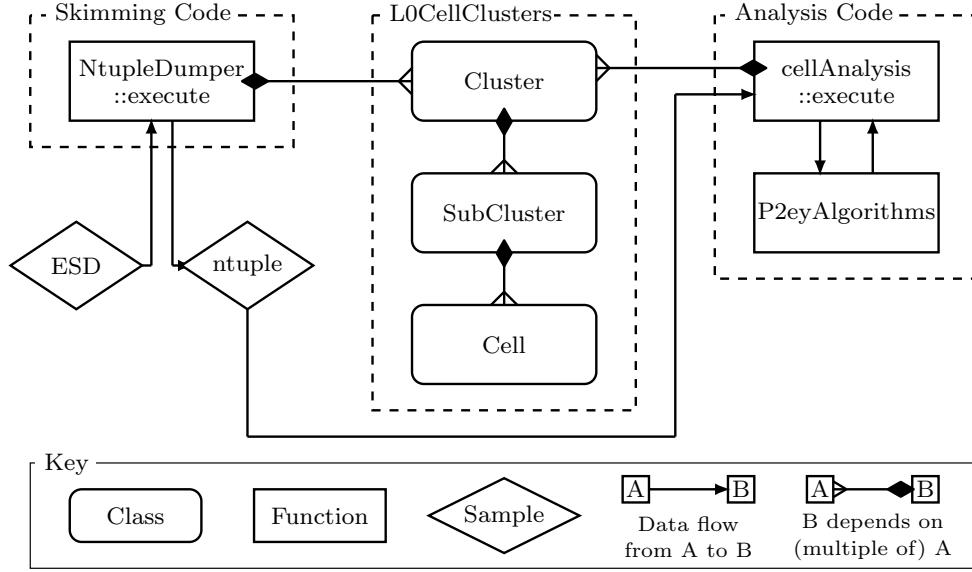 Skimming Code
L0CellClusters
Analysis Code
NtupleDumper
::execute
Cluster
cellAnalysis
::execute
SubCluster
P2eyAlgorithms
ESD
ntuple
Cell
Key
Class
Function
Sample
A
B
Data flow
from A to B
A
B
B depends on
(multiple of) A